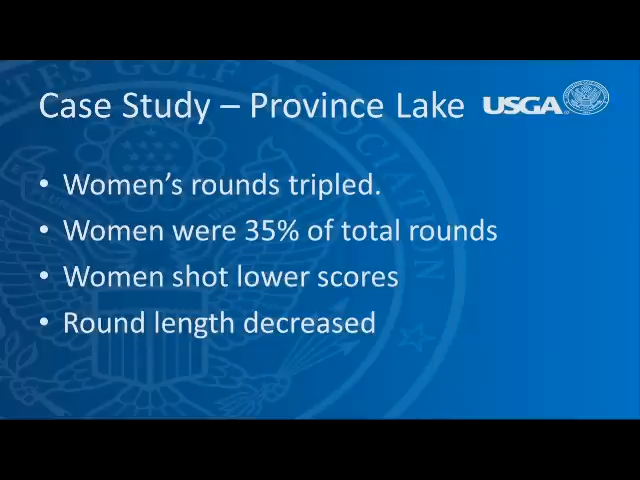 Case Study – Province Lake
USGA
• Women's rounds tripled.
• Women were 35% of total rounds
• Women shot lower scores
• Round length decreased